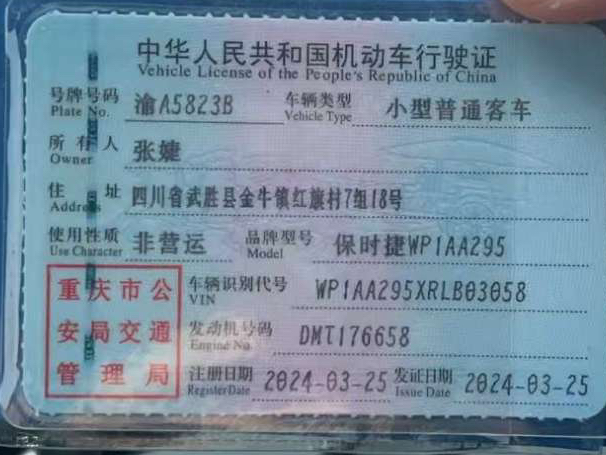 中华人民共和国机动车行驶证
Vehicle License of the People's Republic of China
号牌号码 渝A5823B 车辆类型 小型普通客车
Plate No. Vehicle Type
所有人 张婕
Owner
住址 四川省武胜县金牛镇红旗村7组18号
Address
使用性质 非营运 品牌型号 保时捷WP1AA295
Use Character Model
重庆市公 车辆识别代号 WP1AA295XRLB03058
VIN
安局交通 发动机号码 DMT176658
Engine No.
管理局 注册日期 2024-03-25 发证日期 2024-03-25
Register Date Issue Date